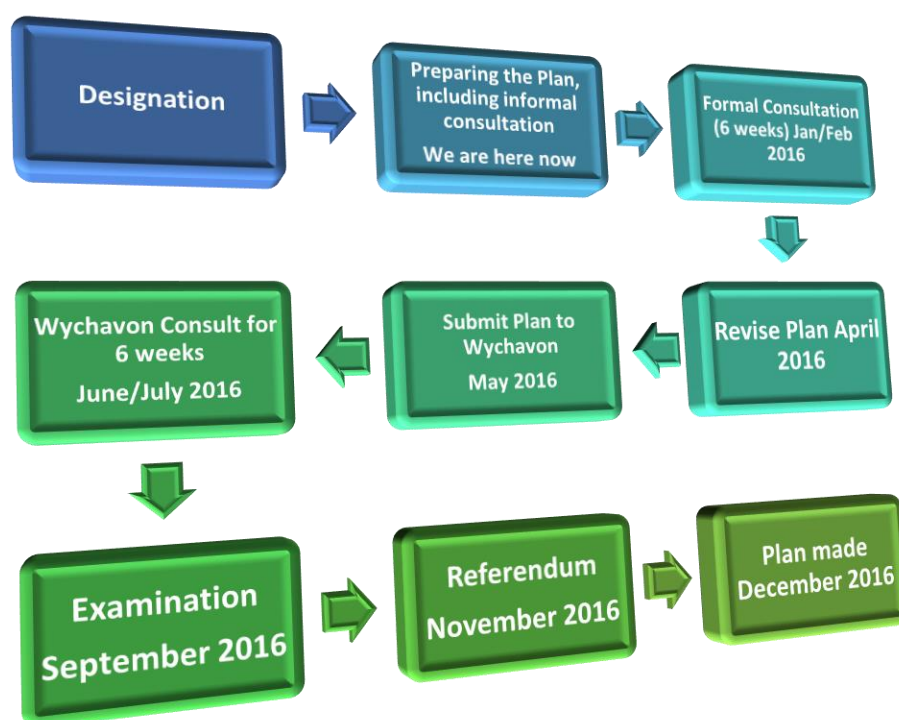 Designation
Preparing the Plan,
including informal
consultation
We are here now
Formal Consultation
(6 weeks) Jan/Feb
2016
Revise Plan April
2016
Submit Plan to
Wychavon
May 2016
Wychavon Consult for
6 weeks
June/July 2016
Examination
September 2016
Referendum
November 2016
Plan made
December 2016